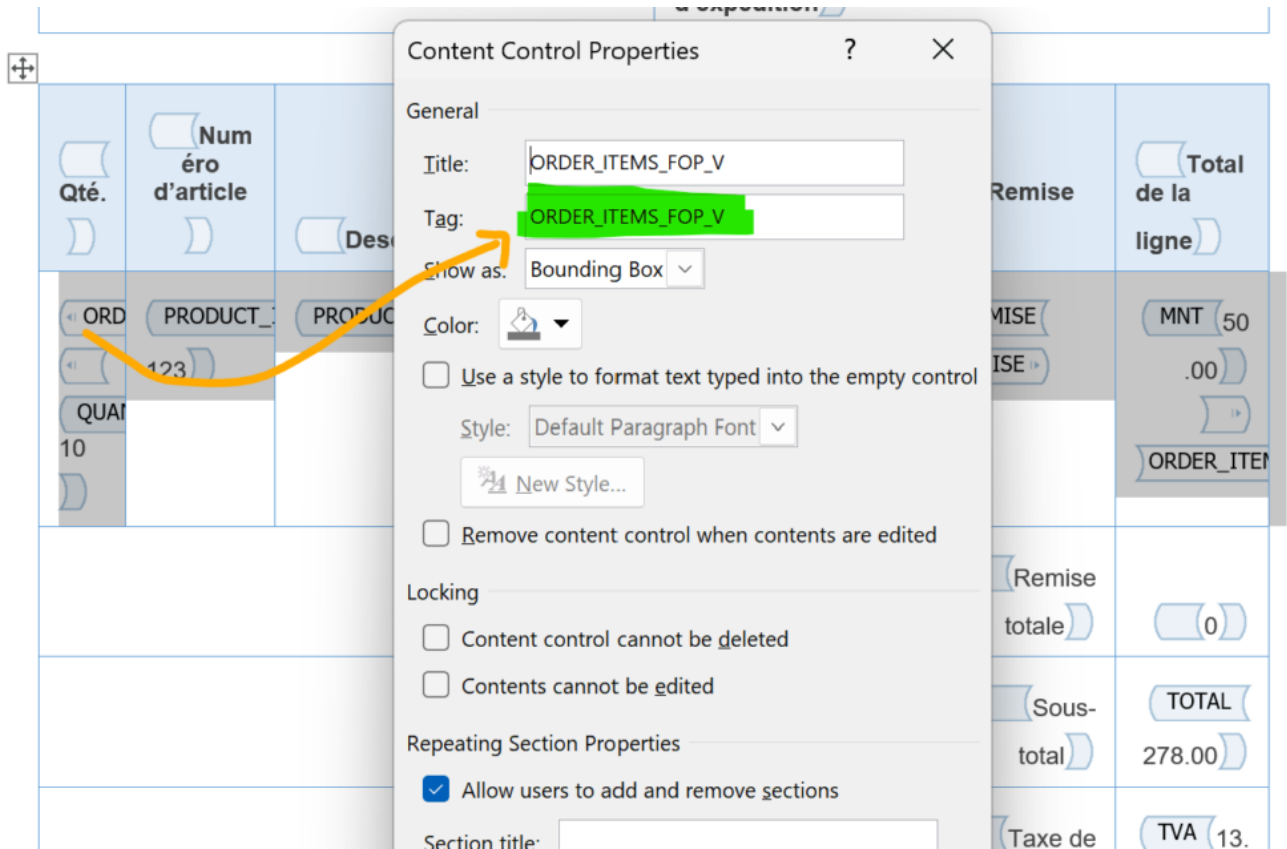 d'expédition
Content Control Properties ?
General
Title: ORDER_ITEMS_FOP_V
Tag: ORDER_ITEMS_FOP_V
Show as: Bounding Box
Color:
Use a style to format text typed into the empty control
Style: Default Paragraph Font
New Style...
Remove content control when contents are edited
Locking
Content control cannot be deleted
Contents cannot be edited
Repeating Section Properties
Allow users to add and remove sections
Section title:
Qté.
Num
éro
d'article
Des
Remise
Total
de la
ligne
ORD
QUAN
10
PRODUCT_
123
PRODUC
MISE
ISE
MNT 50
.00
ORDER_ITEM
Remise
totale
0
Sous-
total
TOTAL
278.00
Taxe de
TVA 13.